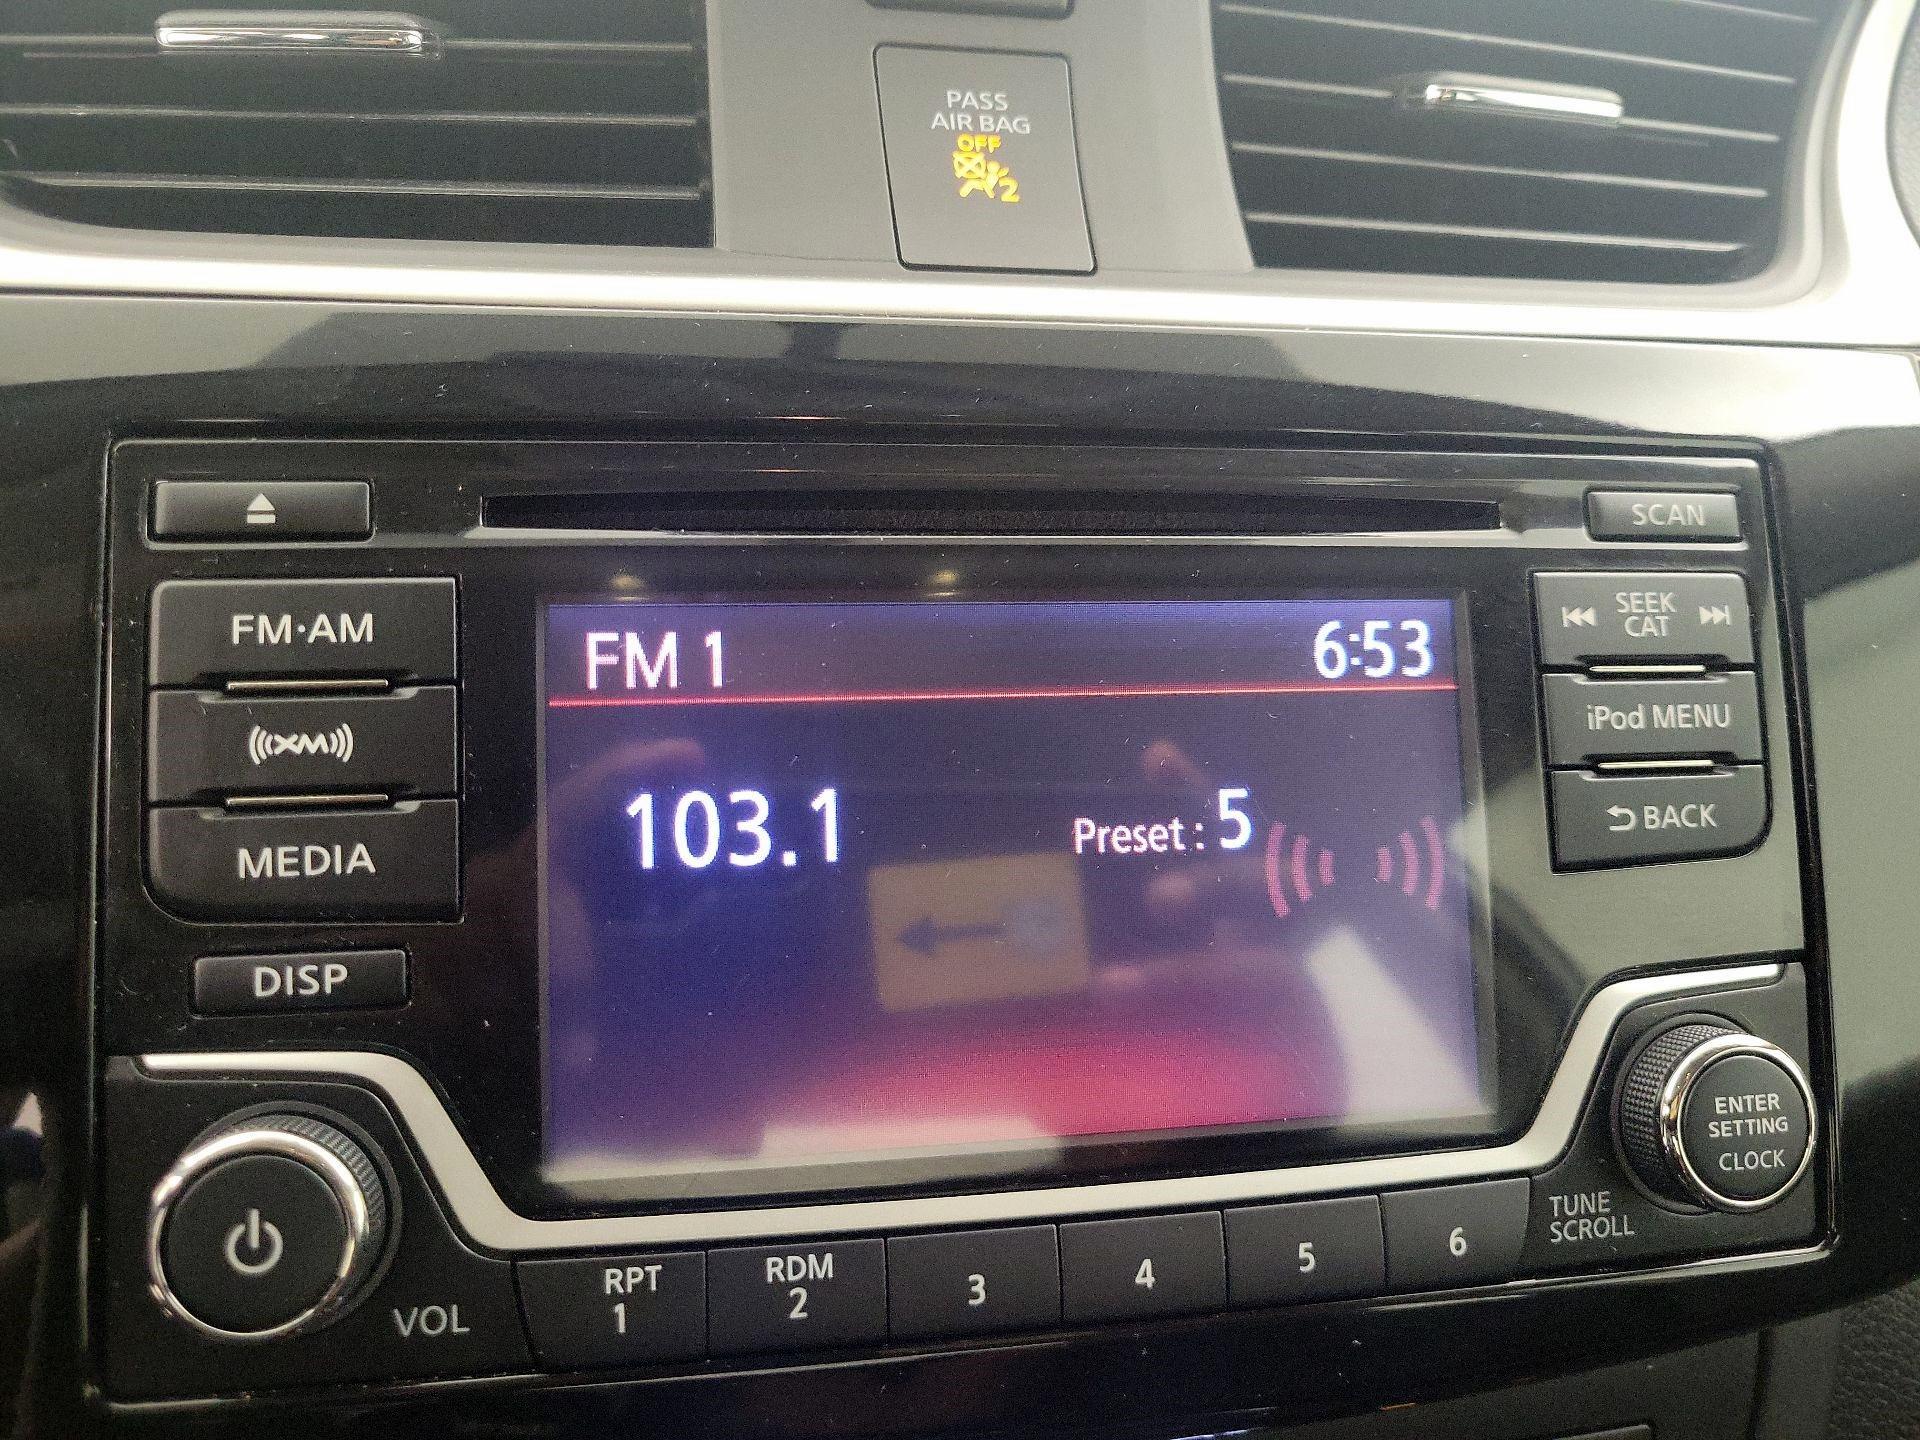 PASS
AIR BAG
OFF
2
SCAN
FM·AM
XM
MEDIA
DISP
FM 1 6:53
103.1 Preset : 5
SEEK
CAT
iPod MENU
BACK
ENTER
SETTING
CLOCK
TUNE
SCROLL
VOL
RPT
1
RDM
2
3
4
5
6